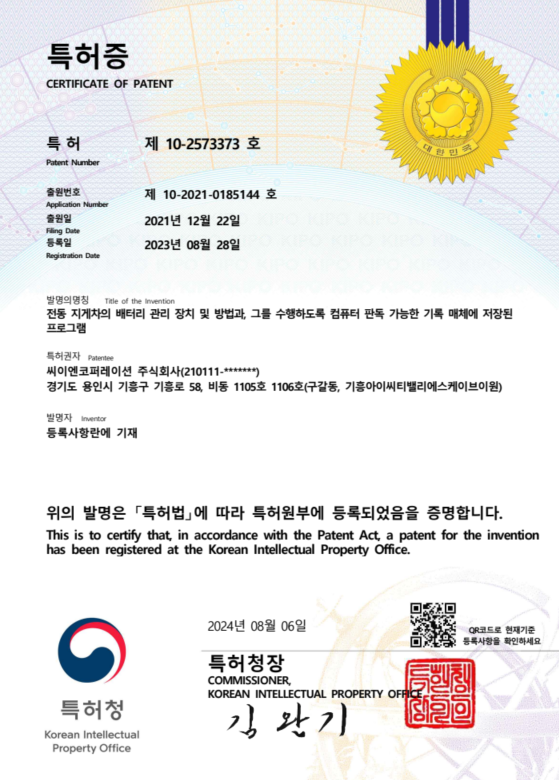 특허증
CERTIFICATE OF PATENT
대한민국
특 허 제 10-2573373 호
Patent Number
출원번호 제 10-2021-0185144 호
Application Number
출원일 2021년 12월 22일
Filing Date
등록일 2023년 08월 28일
Registration Date
발명의명칭 Title of the Invention
전동 지게차의 배터리 관리 장치 및 방법과, 그를 수행하도록 컴퓨터 판독 가능한 기록 매체에 저장된
프로그램
특허권자 Patentee
씨이엔코퍼레이션 주식회사(210111-*******)
경기도 용인시 기흥구 기흥로 58, 비동 1105호 1106호(구갈동, 기흥아이씨티밸리에스케이브이원)
발명자 Inventor
등록사항란에 기재
위의 발명은 「특허법」에 따라 특허원부에 등록되었음을 증명합니다.
This is to certify that, in accordance with the Patent Act, a patent for the invention
has been registered at the Korean Intellectual Property Office.
2024년 08월 06일
QR코드로 현재기준
등록사항을 확인하세요
특허청장
COMMISSIONER,
KOREAN INTELLECTUAL PROPERTY OFFICE
김 완 기
특허청
Korean Intellectual
Property Office